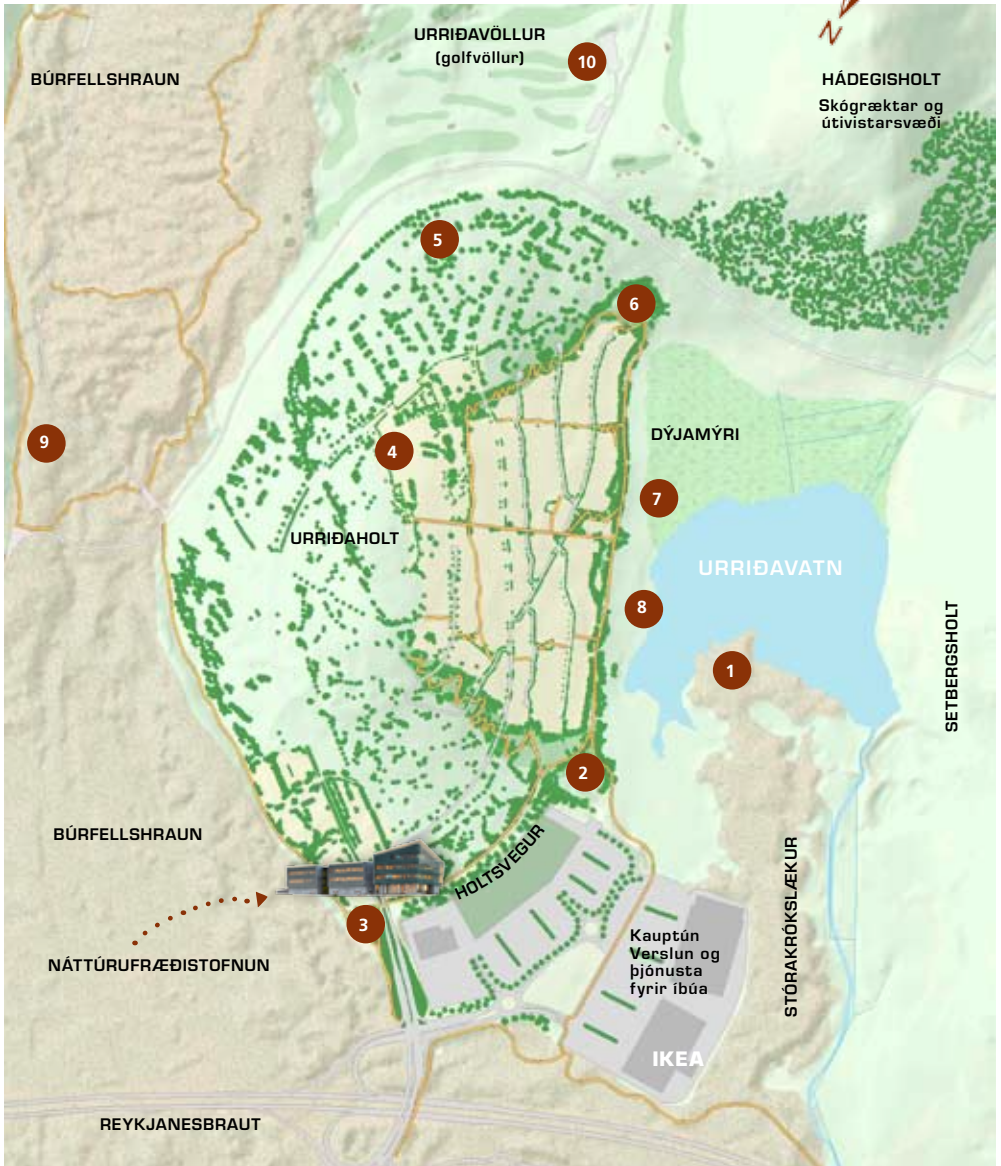 URRIÐAVÖLLUR
(golfvöllur)
10
N
BÚRFELLSHRAUN
HÁDEGISHOLT
Skógræktar og
útivistarsvæði
5
6
9
4
DÝJAMÝRI
7
URRIÐAHOLT
URRIÐAVATN
8
1
SETBERGSHOLT
2
BÚRFELLSHRAUN
HOLTSVEGUR
3
Kauptún
Verslun og
þjónusta
fyrir íbúa
STÓRAKRÓKSLÆKUR
NÁTTÚRUFRÆÐISTOFNUN
IKEA
REYKJANESBRAUT